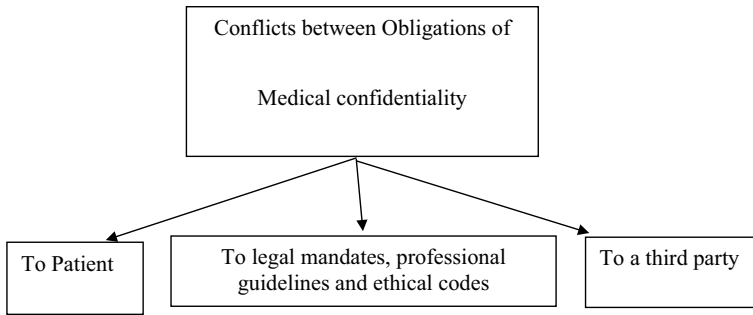 Conflicts between Obligations of
Medical confidentiality
To Patient
To legal mandates, professional
guidelines and ethical codes
To a third party